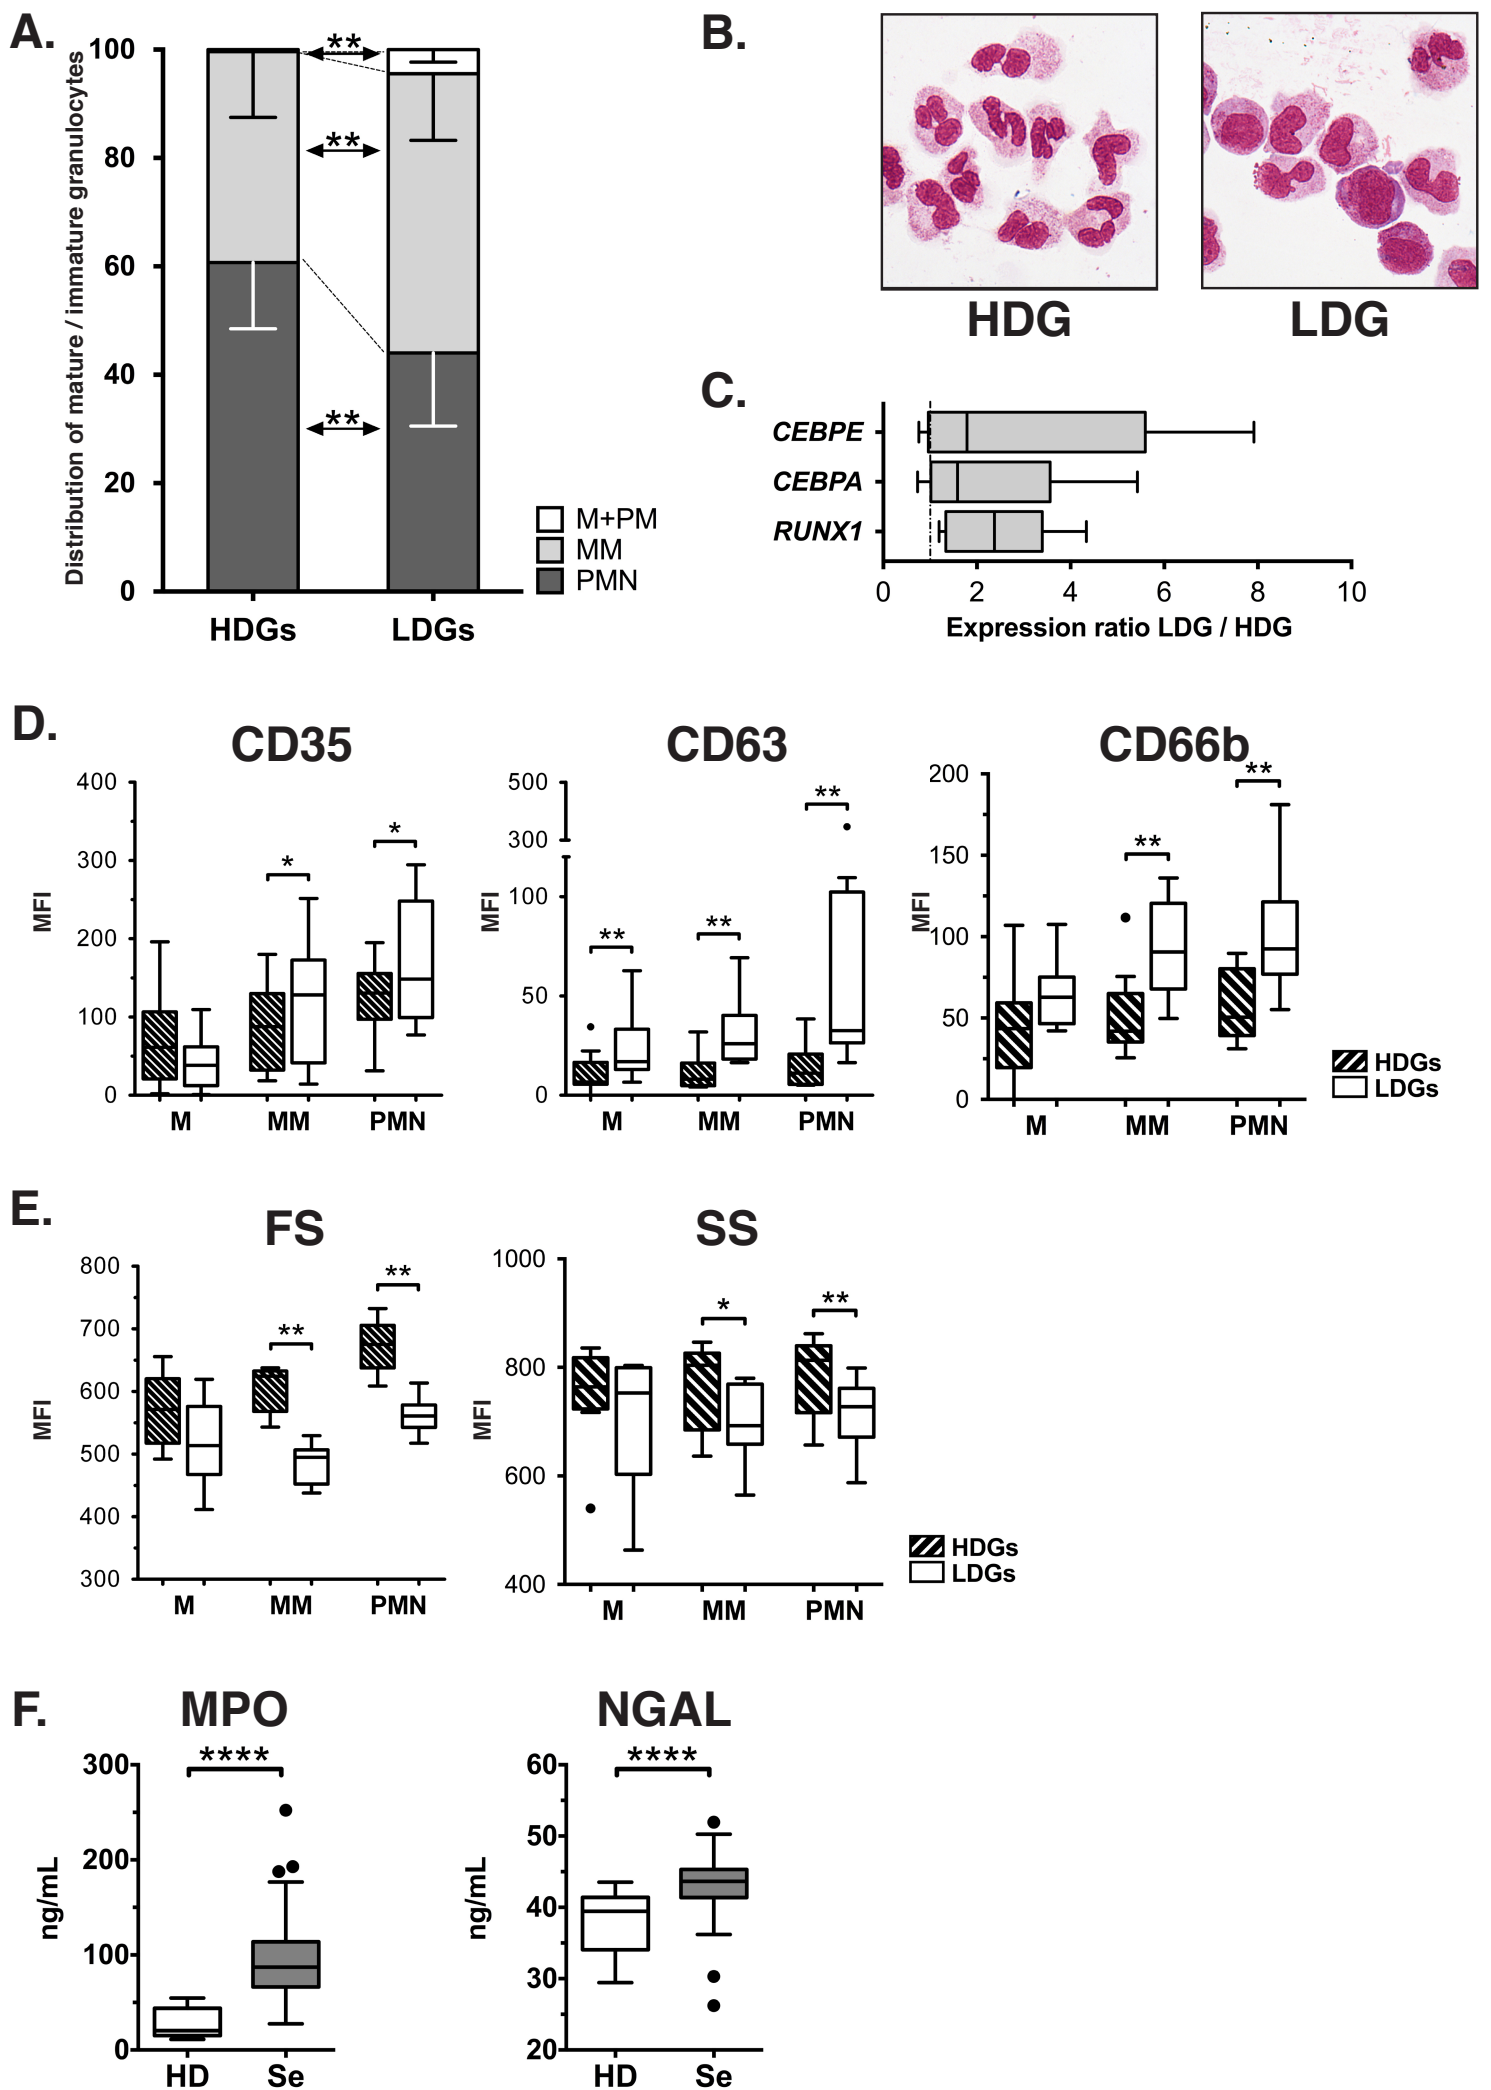 A.
Distribution of mature / immature granulocytes
100
80
60
40
20
0
**
**
**
HDGs
LDGs
M+PM
MM
PMN
B.
HDG
LDG
C.
CEBPE
CEBPA
RUNX1
0 2 4 6 8 10
Expression ratio LDG / HDG
D.
CD35
MFI
400
300
200
100
0
*
*
M MM PMN
CD63
MFI
500
300
100
50
0
**
**
**
M MM PMN
CD66b
MFI
200
150
100
50
0
**
**
M MM PMN
HDGs
LDGs
E.
FS
MFI
800
700
600
500
400
300
**
**
M MM PMN
SS
MFI
1000
800
600
400
*
**
M MM PMN
HDGs
LDGs
F.
MPO
ng/mL
300
200
100
0
****
HD Se
NGAL
ng/mL
60
50
40
30
20
****
HD Se